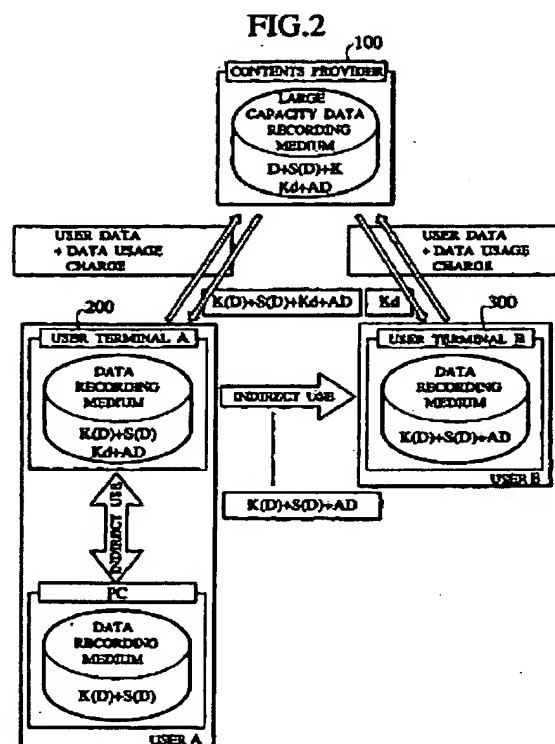 FIG.2
100
CONTENTS PROVIDER
LARGE
CAPACITY DATA
RECORDING
MEDIUM
D+S(D)+K
Kd+AD
USER DATA
+ DATA USAGE
CHARGE
USER DATA
+ DATA USAGE
CHARGE
K(D)+S(D)+Kd+AD
Kd
200
USER TERMINAL A
DATA
RECORDING
MEDIUM
K(D)+S(D)
Kd+AD
INDIRECT USE
300
USER TERMINAL B
DATA
RECORDING
MEDIUM
K(D)+S(D)+AD
USER B
K(D)+S(D)+AD
INDIRECT USE
PC
DATA
RECORDING
MEDIUM
K(D)+S(D)
USER A